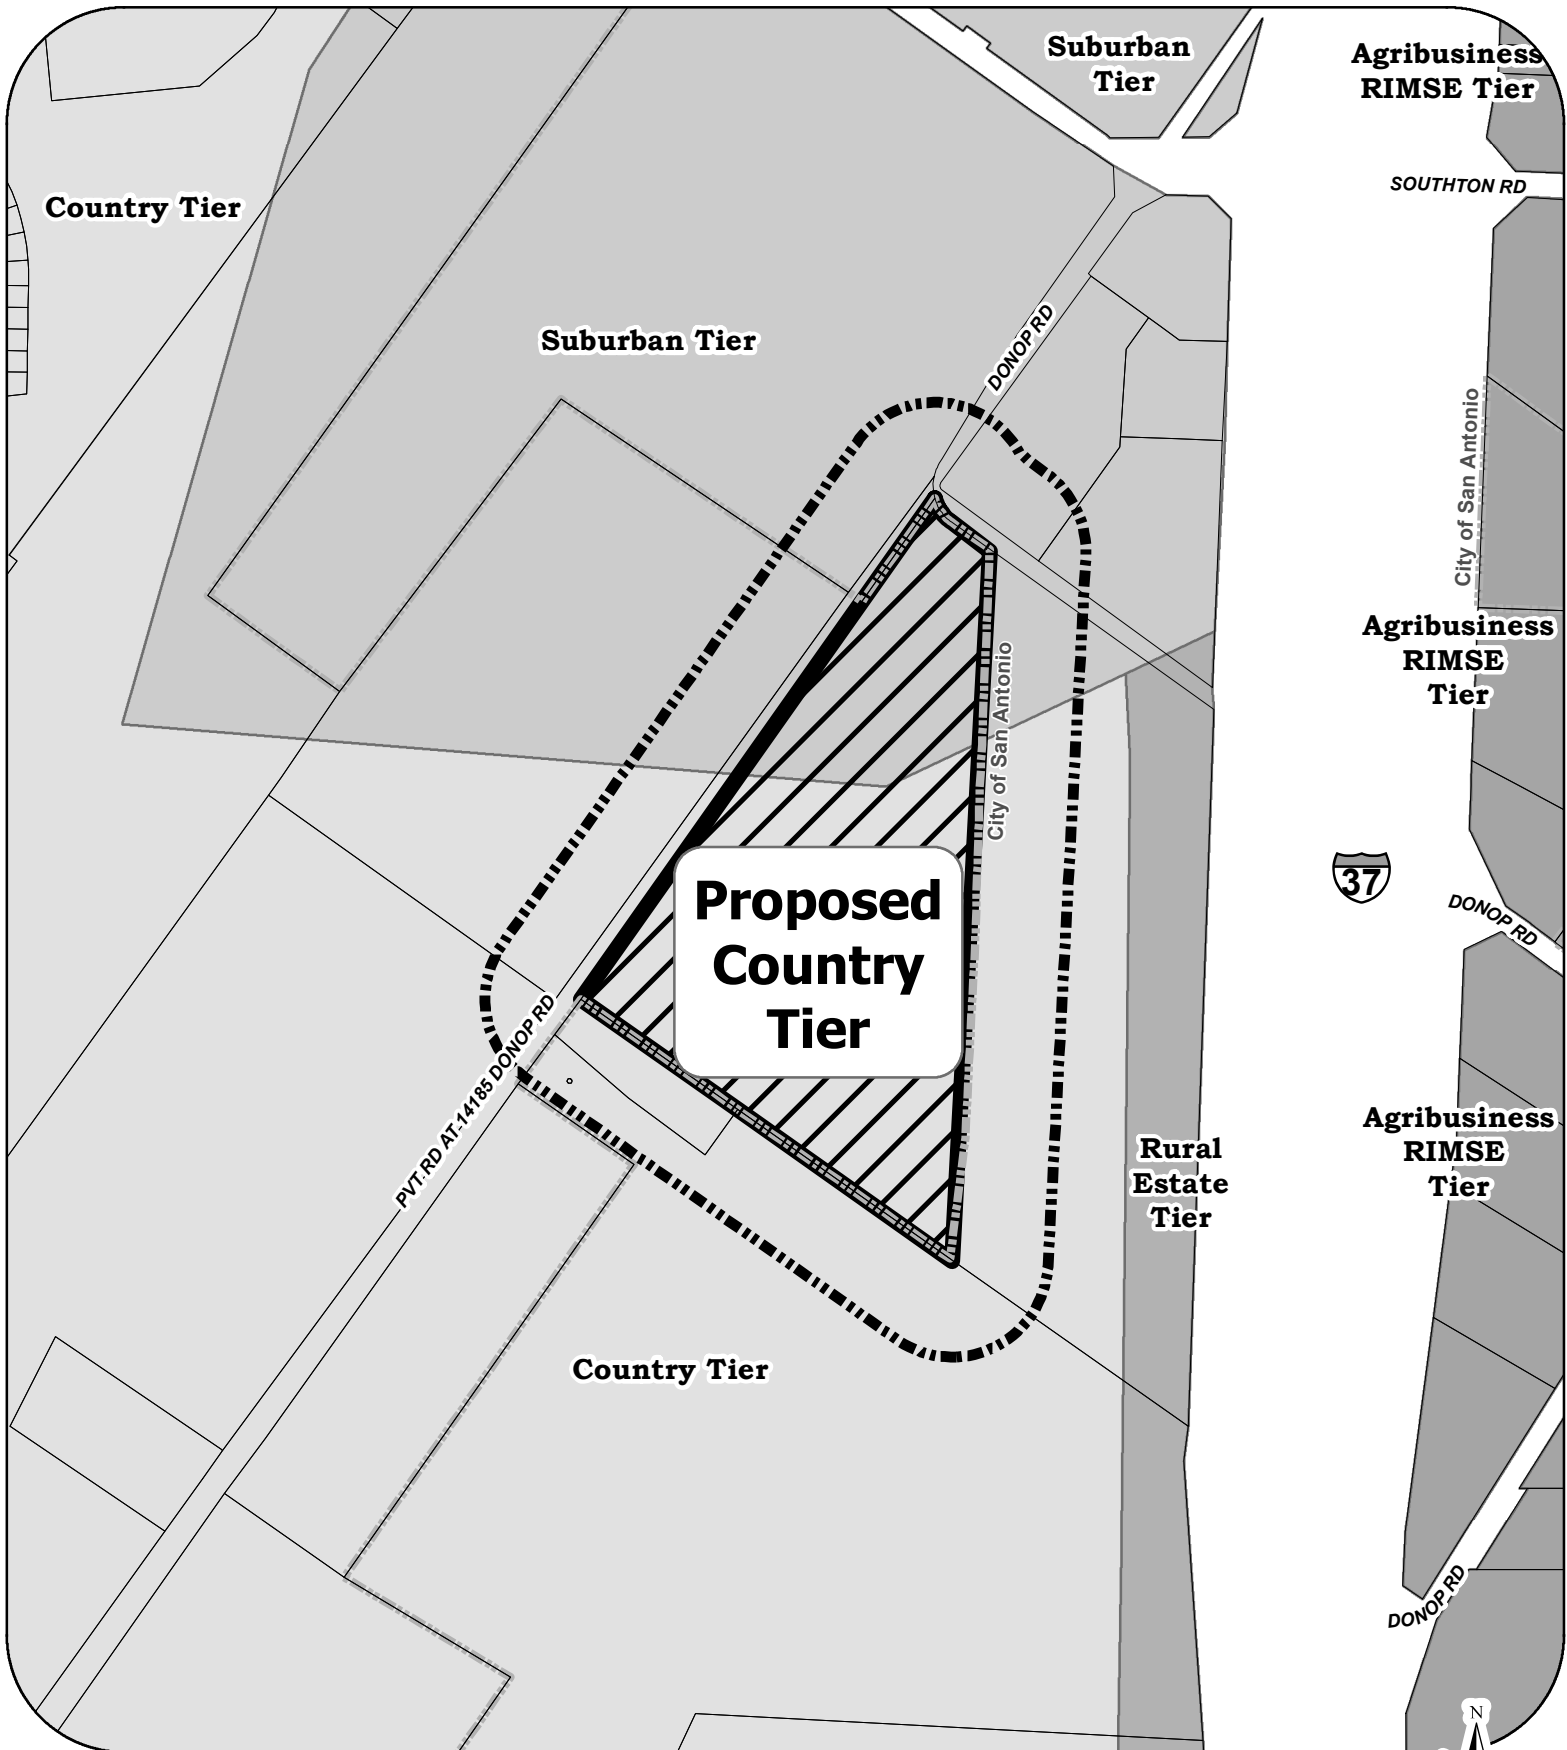 Suburban
Tier
Agribusiness
RIMSE Tier
SOUTHTON RD
Country Tier
Suburban Tier
DONOP RD
City of San Antonio
Agribusiness
RIMSE
Tier
City of San Antonio
37
DONOP RD
Proposed
Country
Tier
PVT. RD AT 14185 DONOP RD
Rural
Estate
Tier
Agribusiness
RIMSE
Tier
Country Tier
DONOP RD
N